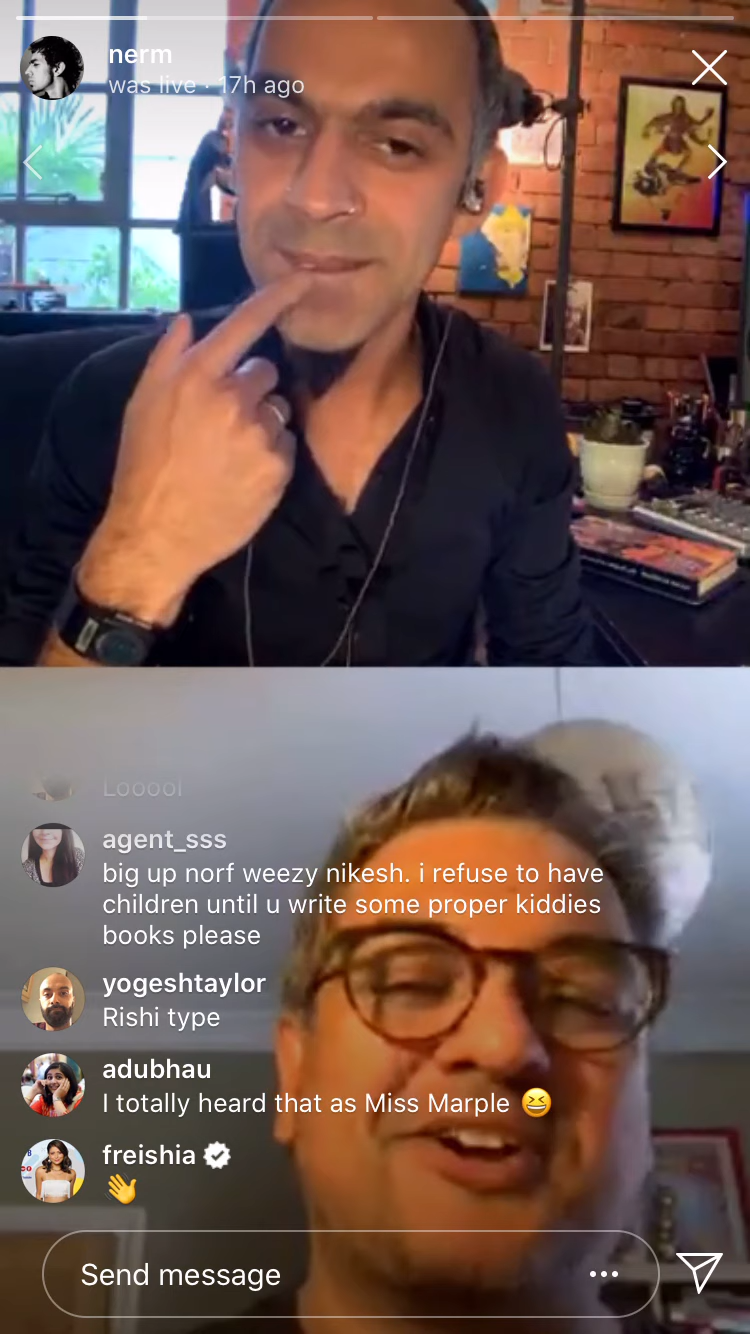 nerm
was live · 17h ago
Looool
agent_sss
big up norf weezy nikesh. i refuse to have
children until u write some proper kiddies
books please
yogeshtaylor
Rishi type
adubhau
I totally heard that as Miss Marple 😆
freishia
👋
Send message